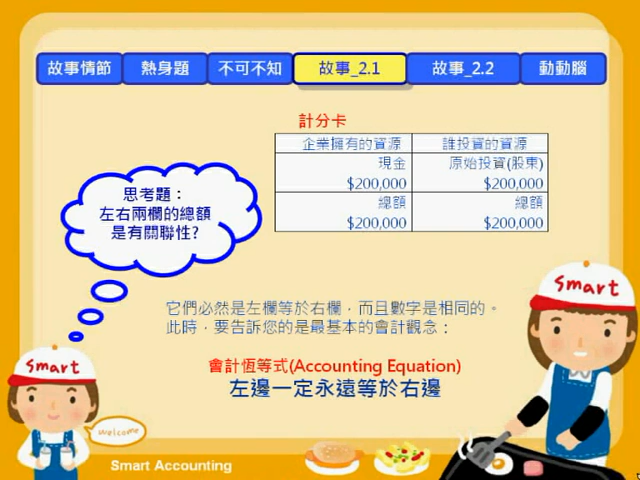 故事情節 熱身題 不可不知 故事_2.1 故事_2.2 動動腦
計分卡
企業擁有的資源 誰投資的資源
現金 原始投資(股東)
$200,000 $200,000
總額 總額
$200,000 $200,000
思考題：
左右兩欄的總額
是有關聯性?
它們必然是左欄等於右欄，而且數字是相同的。
此時，要告訴您的是最基本的會計觀念：
會計恆等式(Accounting Equation)
左邊一定永遠等於右邊
Smart
Smart
welcome
Smart Accounting